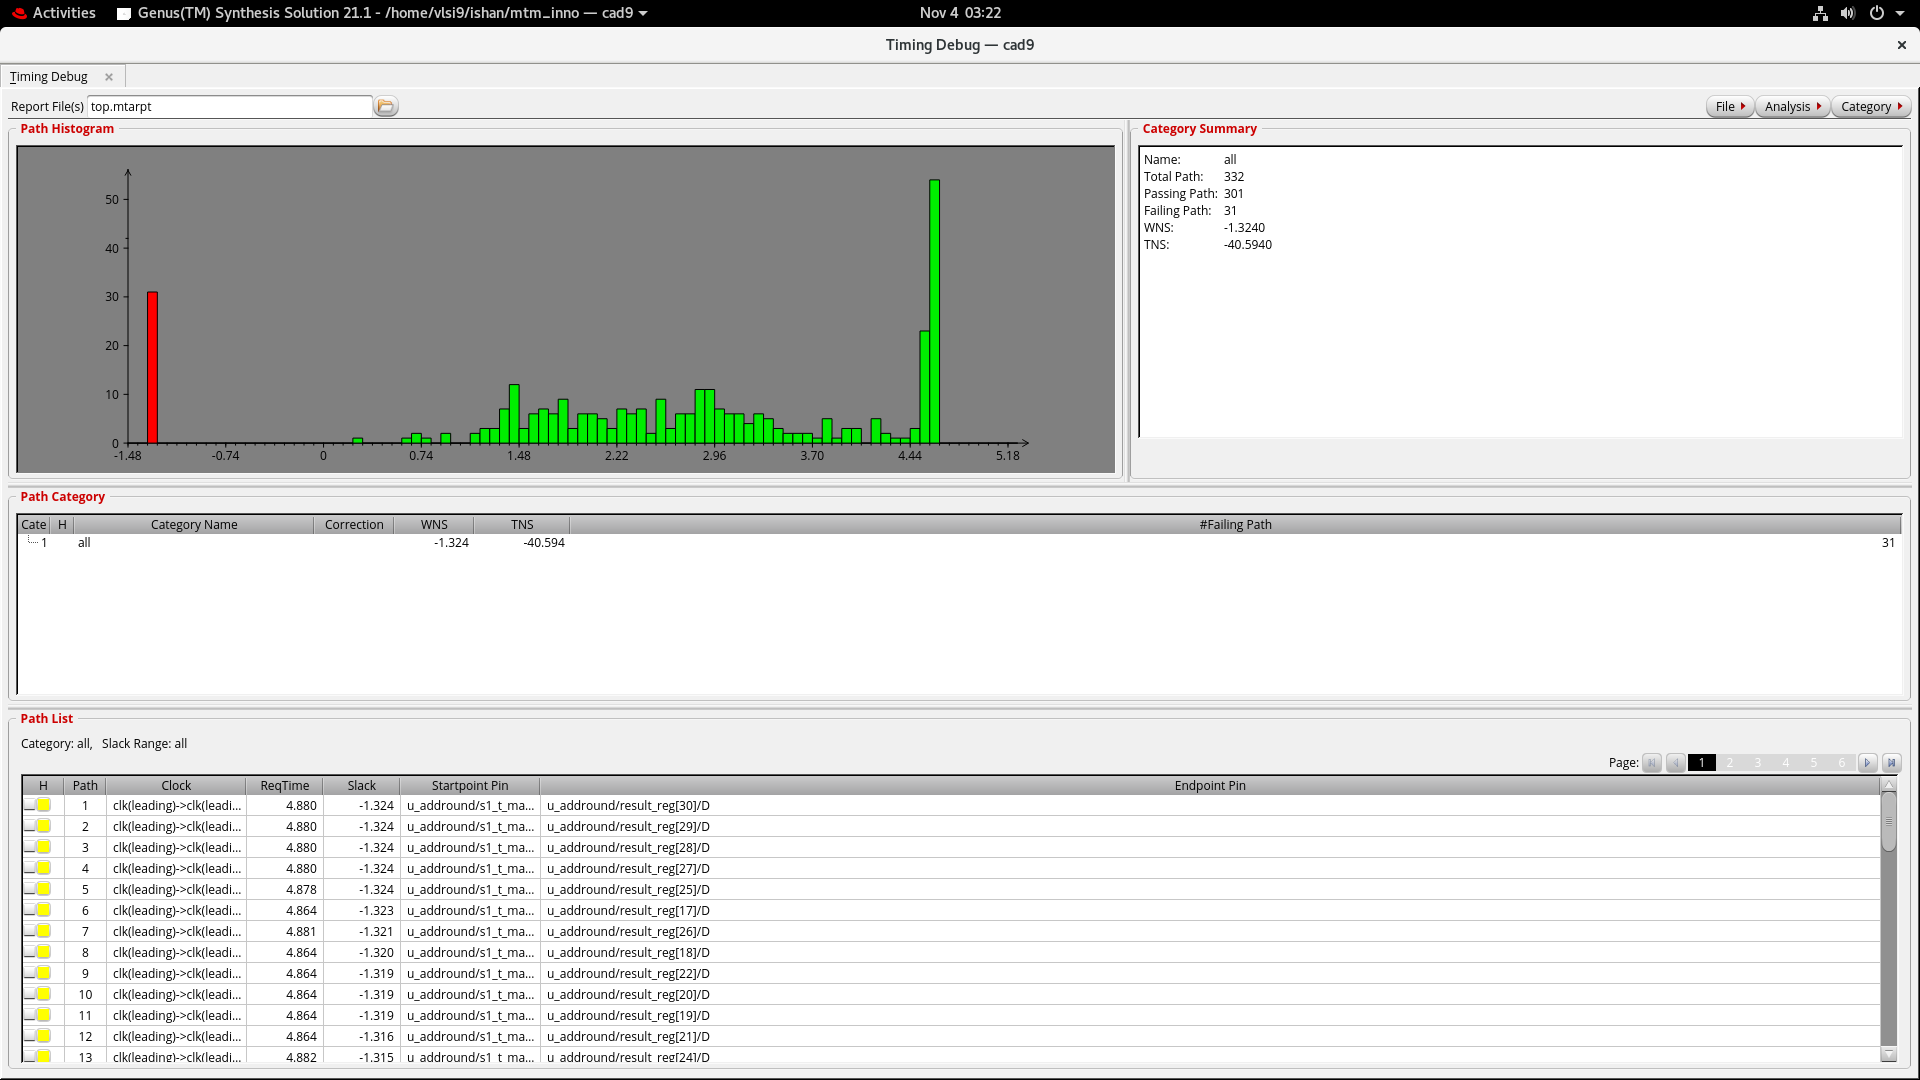 Activities Genus(TM) Synthesis Solution 21.1 - /home/vlsi9/ishan/mtm_inno — cad9 Nov 4 03:22
Timing Debug — cad9
Timing Debug
Report File(s) top.mtarpt File Analysis Category
Path Histogram
50
40
30
20
10
0
-1.48 -0.74 0 0.74 1.48 2.22 2.96 3.70 4.44 5.18
Category Summary
Name: all
Total Path: 332
Passing Path: 301
Failing Path: 31
WNS: -1.3240
TNS: -40.5940
Path Category
Cate H Category Name Correction WNS TNS #Failing Path
1 all -1.324 -40.594 31
Path List
Category: all, Slack Range: all
Page: 1 2 3 4 5 6
H Path Clock ReqTime Slack Startpoint Pin Endpoint Pin
1 clk(leading)->clk(leadi... 4.880 -1.324 u_addround/s1_t_ma... u_addround/result_reg[30]/D
2 clk(leading)->clk(leadi... 4.880 -1.324 u_addround/s1_t_ma... u_addround/result_reg[29]/D
3 clk(leading)->clk(leadi... 4.880 -1.324 u_addround/s1_t_ma... u_addround/result_reg[28]/D
4 clk(leading)->clk(leadi... 4.880 -1.324 u_addround/s1_t_ma... u_addround/result_reg[27]/D
5 clk(leading)->clk(leadi... 4.878 -1.324 u_addround/s1_t_ma... u_addround/result_reg[25]/D
6 clk(leading)->clk(leadi... 4.864 -1.323 u_addround/s1_t_ma... u_addround/result_reg[17]/D
7 clk(leading)->clk(leadi... 4.881 -1.321 u_addround/s1_t_ma... u_addround/result_reg[26]/D
8 clk(leading)->clk(leadi... 4.864 -1.320 u_addround/s1_t_ma... u_addround/result_reg[18]/D
9 clk(leading)->clk(leadi... 4.864 -1.319 u_addround/s1_t_ma... u_addround/result_reg[22]/D
10 clk(leading)->clk(leadi... 4.864 -1.319 u_addround/s1_t_ma... u_addround/result_reg[20]/D
11 clk(leading)->clk(leadi... 4.864 -1.319 u_addround/s1_t_ma... u_addround/result_reg[19]/D
12 clk(leading)->clk(leadi... 4.864 -1.316 u_addround/s1_t_ma... u_addround/result_reg[21]/D
13 clk(leading)->clk(leadi... 4.882 -1.315 u_addround/s1_t_ma... u_addround/result_reg[24]/D